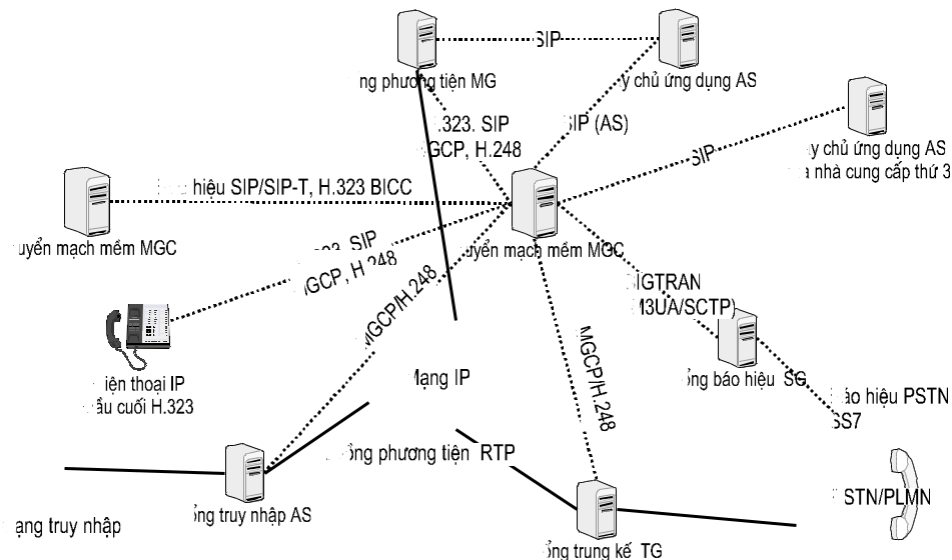 SIP
ng phương tiện MG
y chủ ứng dụng AS
.323. SIP
GCP, H.248
SIP (AS)
SIP
y chủ ứng dụng AS
nhà cung cấp thứ 3
hiệu SIP/SIP-T, H.323 BICC
uyển mạch mềm MGC
uyển mạch mềm MGC
SIP
GCP, H.248
MGCP/H.248
IGTRAN
M3UA/SCTP)
MGCP/H.248
Mạng IP
iện thoại IP
ầu cuối H.323
ổng báo hiệu SG
áo hiệu PSTN
SS7
ồng phương tiện RTP
STN/PLMN
ổng truy nhập AS
ạng truy nhập
ổng trung kế TG